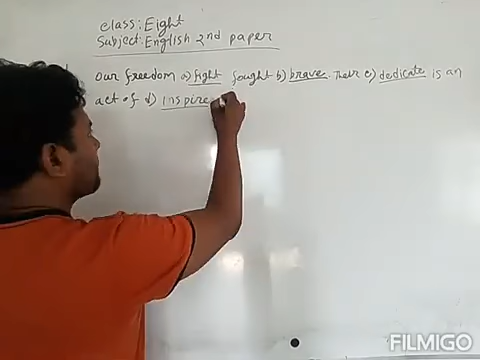 class: Eight
Subject: English 2nd paper
Our freedom a) fight fought b) brave. Their c) dedicate is an
act of d) inspire
FILMIGO